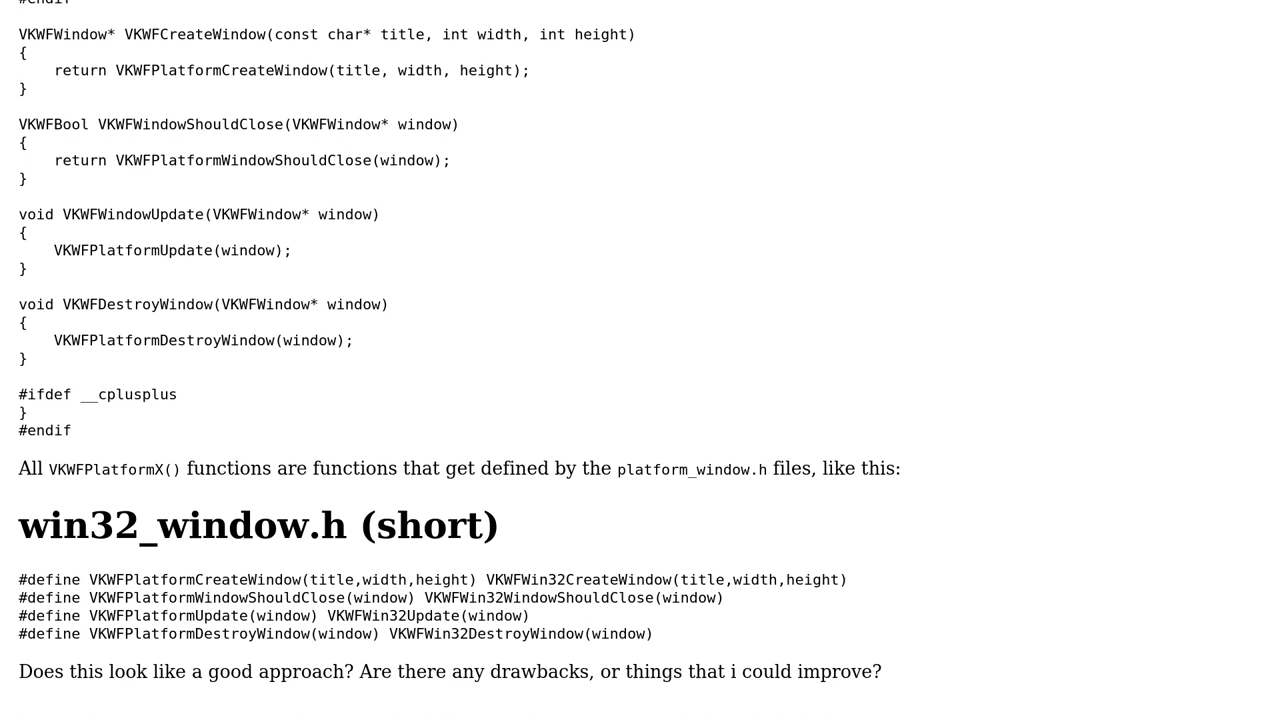 #endif
VKWFWindow* VKWFCreateWindow(const char* title, int width, int height)
{
    return VKWFPlatformCreateWindow(title, width, height);
}
VKWFBool VKWFWindowShouldClose(VKWFWindow* window)
{
    return VKWFPlatformWindowShouldClose(window);
}
void VKWFWindowUpdate(VKWFWindow* window)
{
    VKWFPlatformUpdate(window);
}
void VKWFDestroyWindow(VKWFWindow* window)
{
    VKWFPlatformDestroyWindow(window);
}
#ifdef __cplusplus
}
#endif
All VKWFPlatformX() functions are functions that get defined by the platform_window.h files, like this:
win32_window.h (short)
#define VKWFPlatformCreateWindow(title,width,height) VKWFWin32CreateWindow(title,width,height)
#define VKWFPlatformWindowShouldClose(window) VKWFWin32WindowShouldClose(window)
#define VKWFPlatformUpdate(window) VKWFWin32Update(window)
#define VKWFPlatformDestroyWindow(window) VKWFWin32DestroyWindow(window)
Does this look like a good approach? Are there any drawbacks, or things that i could improve?